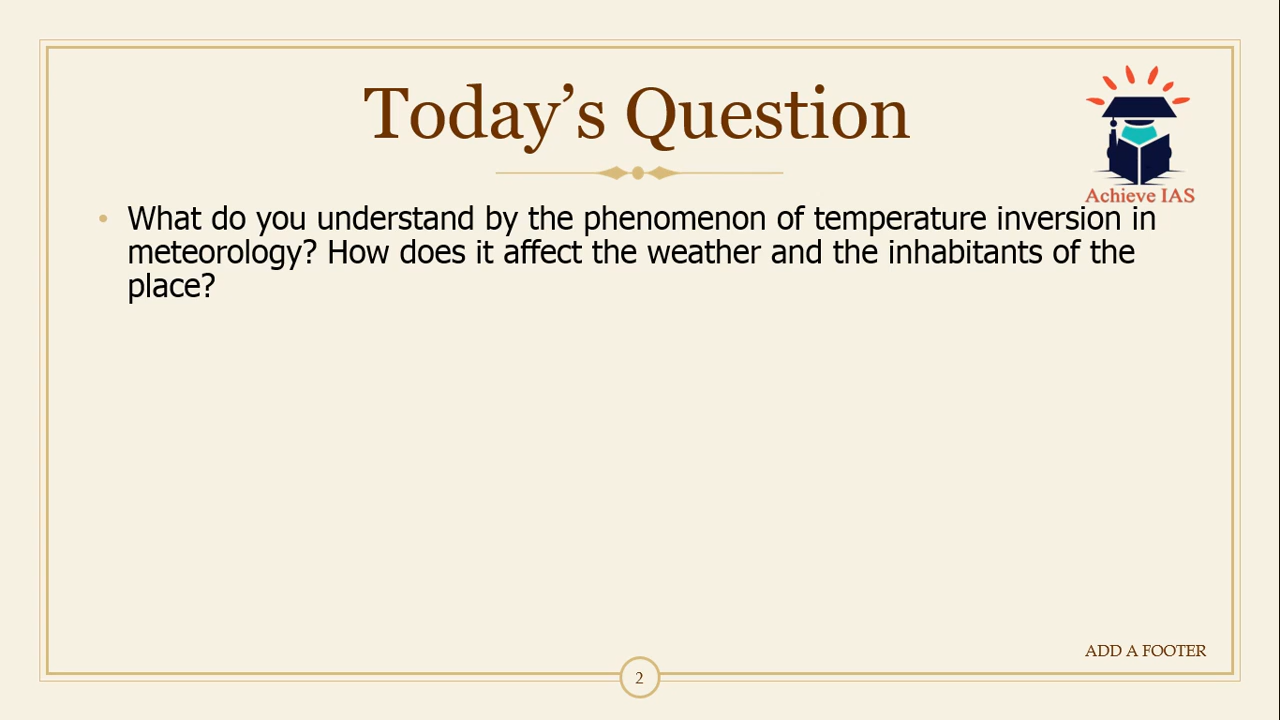 Today’s Question
Achieve IAS
• What do you understand by the phenomenon of temperature inversion in
meteorology? How does it affect the weather and the inhabitants of the
place?
ADD A FOOTER
2